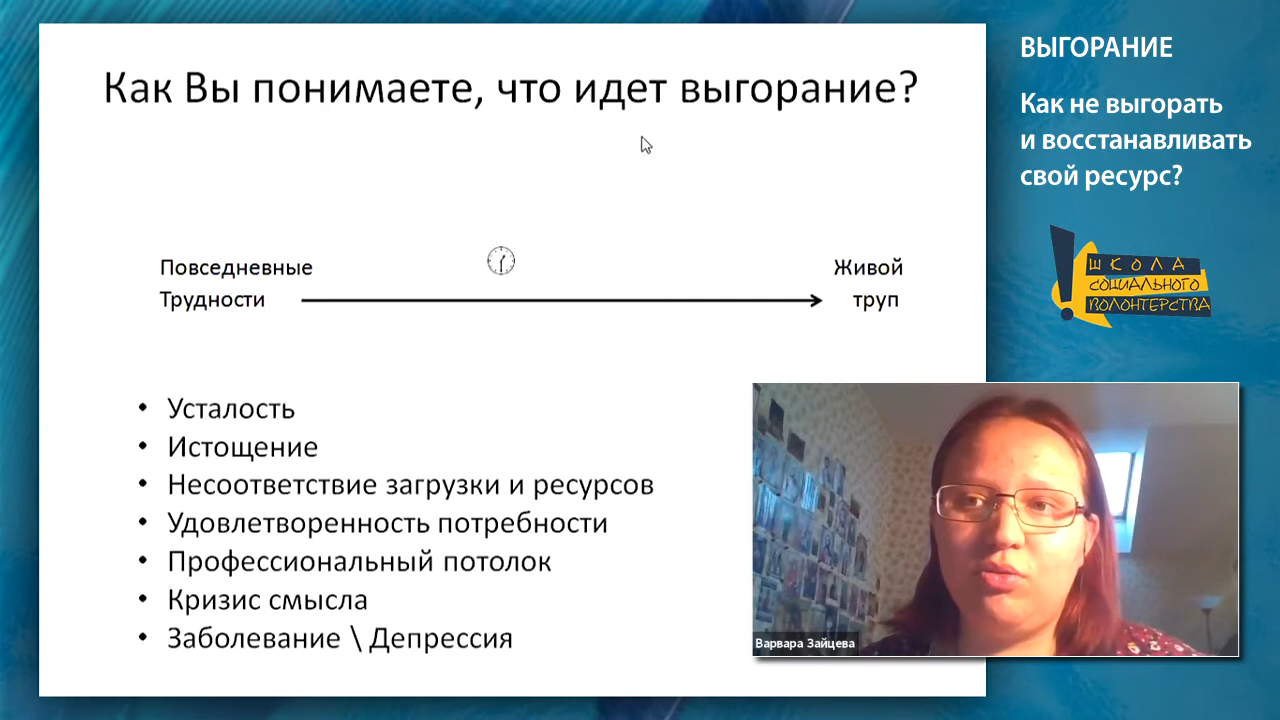 Как Вы понимаете, что идет выгорание?
Повседневные
Трудности
Живой
труп
Усталость
Истощение
Несоответствие загрузки и ресурсов
Удовлетворенность потребности
Профессиональный потолок
Кризис смысла
Заболевание \ Депрессия
ВЫГОРАНИЕ
Как не выгорать
и восстанавливать
свой ресурс?
ШКОЛА
СОЦИАЛЬНОГО
ВОЛОНТЕРСТВА
Варвара Зайцева